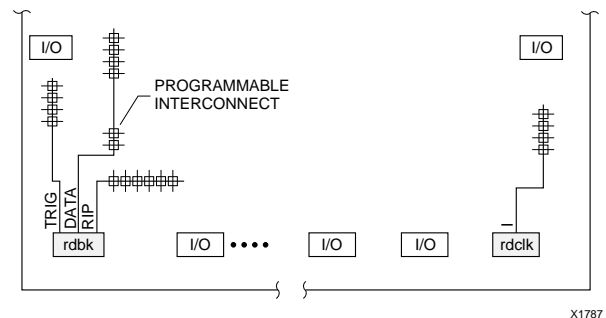 I/O
I/O
PROGRAMMABLE
INTERCONNECT
TRIG
DATA
RIP
I
rdbk
I/O
I/O
I/O
rdclk
X1787